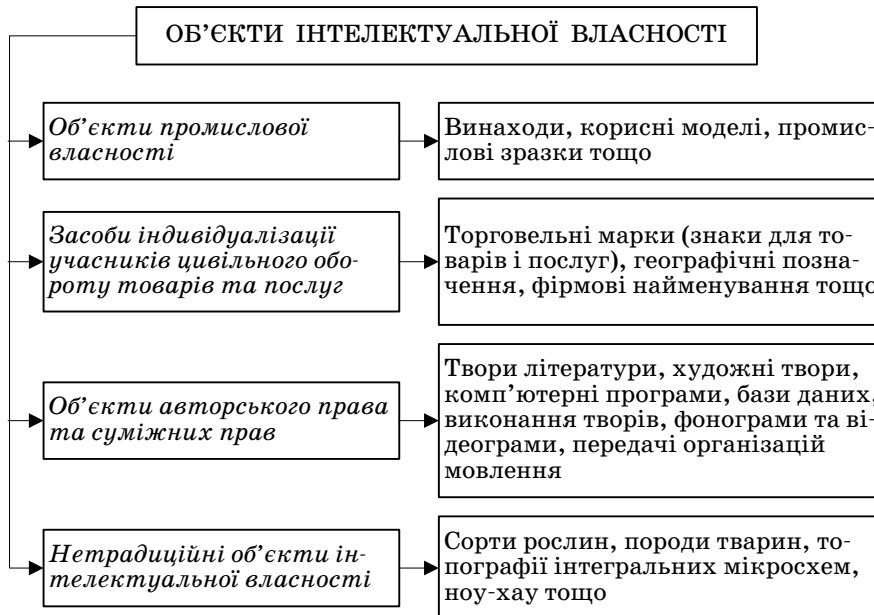 ОБ’ЄКТИ ІНТЕЛЕКТУАЛЬНОЇ ВЛАСНОСТІ
Об’єкти промислової
власності
Винаходи, корисні моделі, промис-
лові зразки тощо
Засоби індивідуалізації
учасників цивільного обо-
роту товарів та послуг
Торговельні марки (знаки для то-
варів і послуг), географічні позна-
чення, фірмові найменування тощо
Об’єкти авторського права
та суміжних прав
Твори літератури, художні твори,
комп’ютерні програми, бази даних,
виконання творів, фонограми та ві-
деограми, передачі організацій
мовлення
Нетрадиційні об’єкти ін-
телектуальної власності
Сорти рослин, породи тварин, то-
пографії інтегральних мікросхем,
ноу-хау тощо